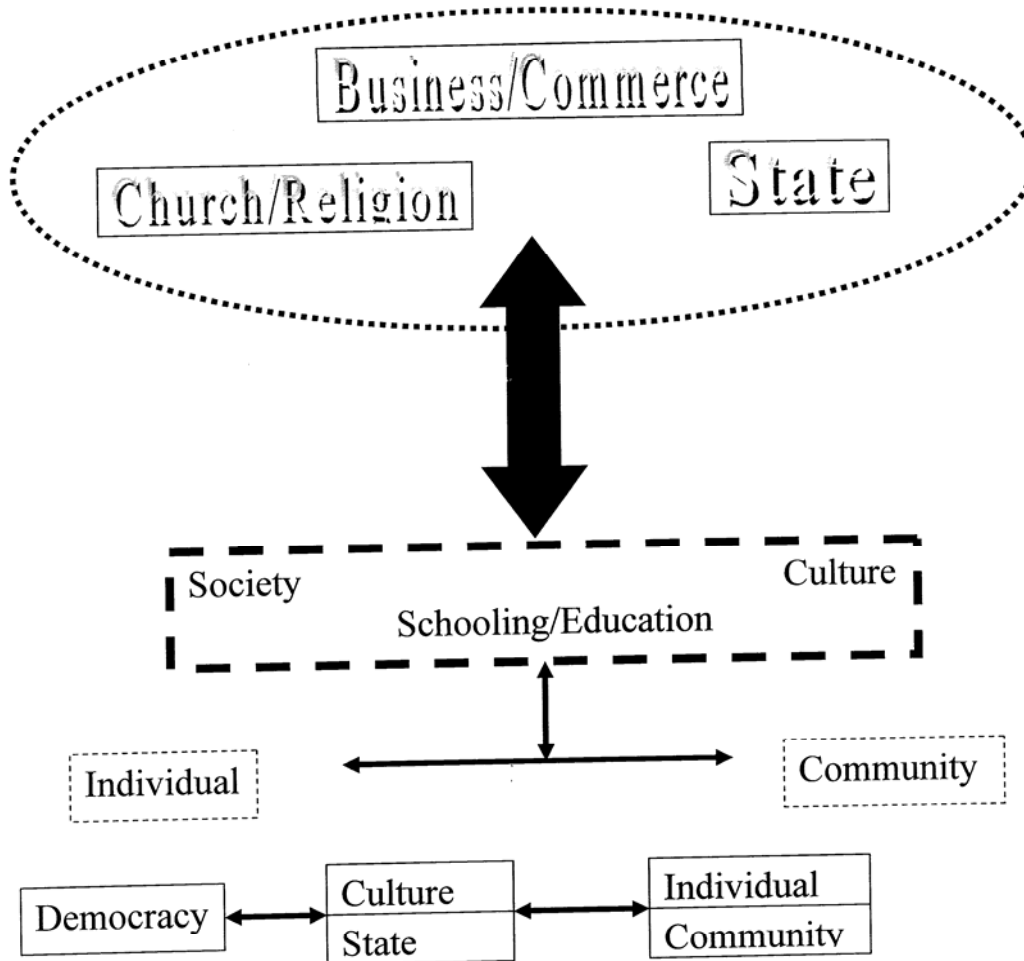 Business/Commerce
Church/Religion
State
Society
Culture
Schooling/Education
Individual
Community
Democracy
Culture
State
Individual
Community